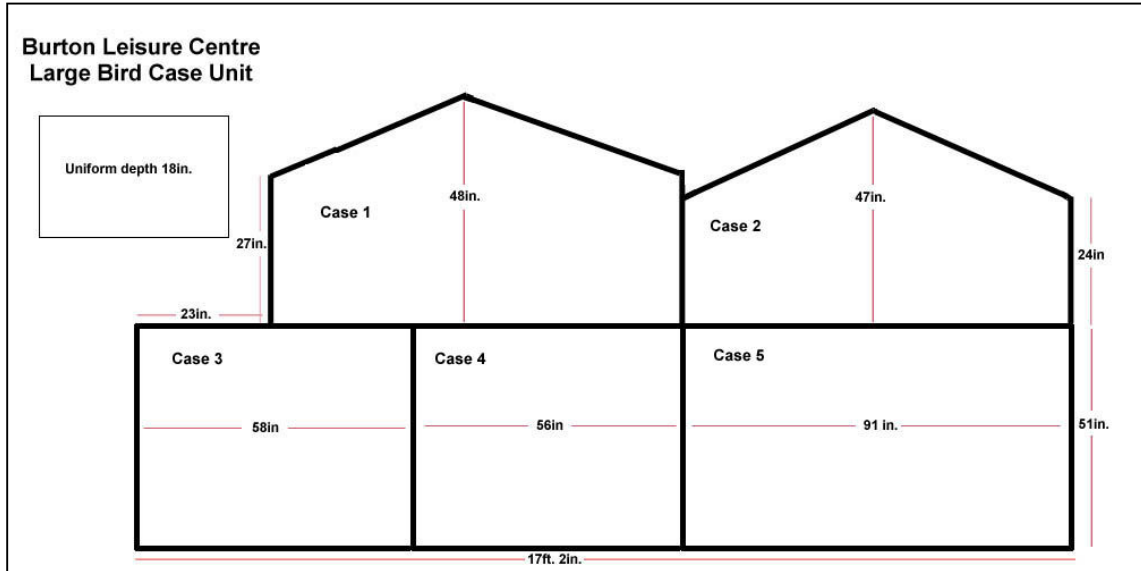 Burton Leisure Centre
Large Bird Case Unit
Uniform depth 18in.
Case 1
48in.
27in.
Case 2
47in.
24in
23in.
Case 3
58in
Case 4
56in
Case 5
91 in.
51in.
17ft. 2in.